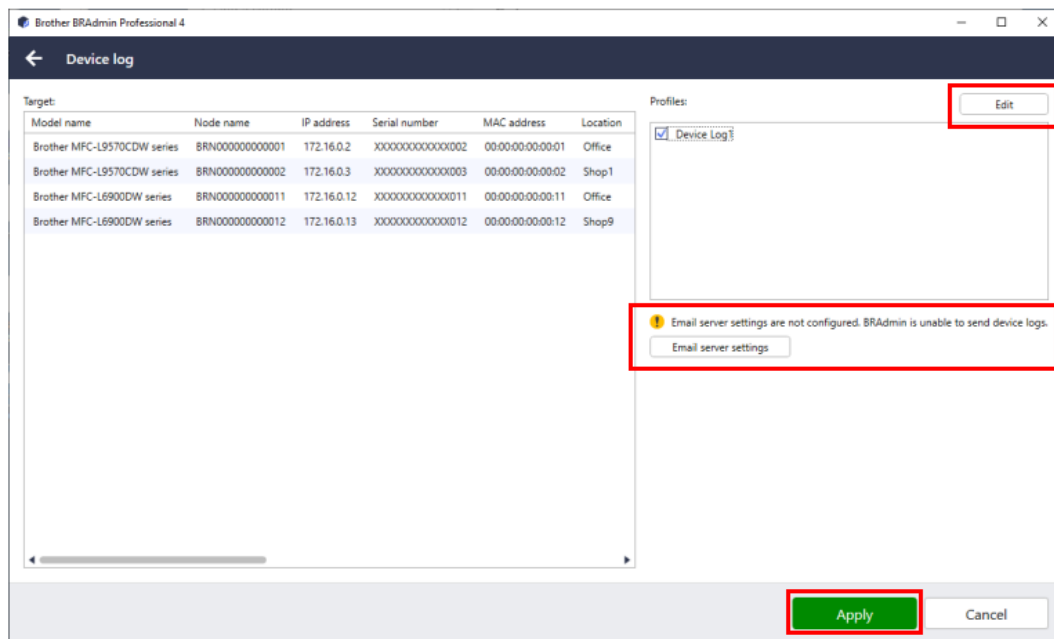 Brother BRAdmin Professional 4
Device log
Target:
Model name Node name IP address Serial number MAC address Location
Brother MFC-L9570CDW series BRN000000000001 172.16.0.2 XXXXXXXXXXXX002 00:00:00:00:00:01 Office
Brother MFC-L9570CDW series BRN000000000002 172.16.0.3 XXXXXXXXXXXX003 00:00:00:00:00:02 Shop1
Brother MFC-L6900DW series BRN000000000011 172.16.0.12 XXXXXXXXXXXX011 00:00:00:00:00:11 Office
Brother MFC-L6900DW series BRN000000000012 172.16.0.13 XXXXXXXXXXXX012 00:00:00:00:00:12 Shop9
Profiles:
Edit
Device Log1
Email server settings are not configured. BRAdmin is unable to send device logs.
Email server settings
Apply
Cancel